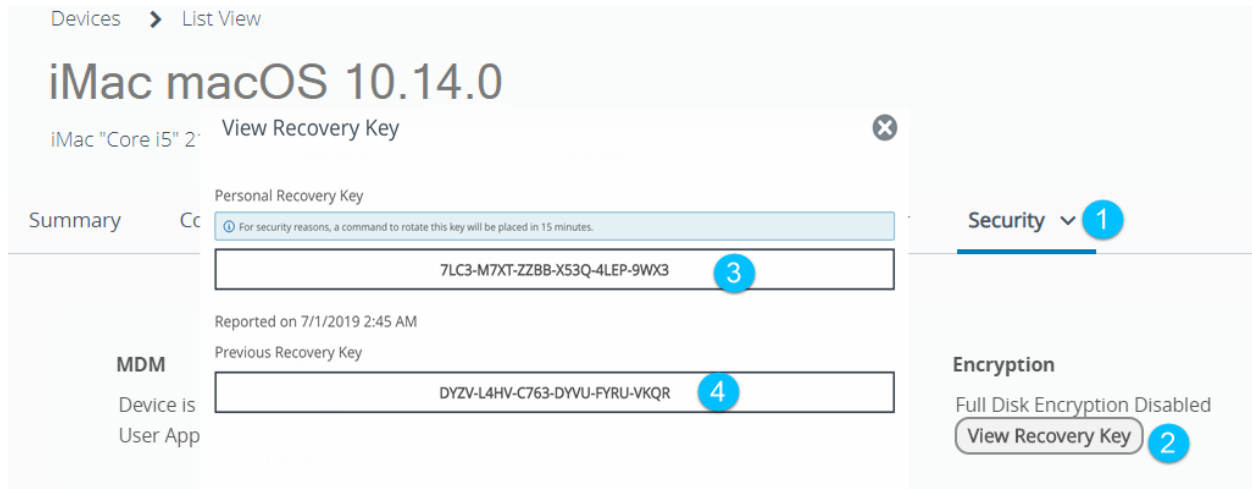 Devices > List View
iMac macOS 10.14.0
iMac "Core i5" 2
View Recovery Key
Personal Recovery Key
Summary
Co
For security reasons, a command to rotate this key will be placed in 15 minutes.
Security 1
7LC3-M7XT-ZZBB-X53Q-4LEP-9WX3 3
Reported on 7/1/2019 2:45 AM
Previous Recovery Key
DYZV-L4HV-C763-DYVU-FYRU-VKQR 4
MDM
Device is
User App
Encryption
Full Disk Encryption Disabled
View Recovery Key 2